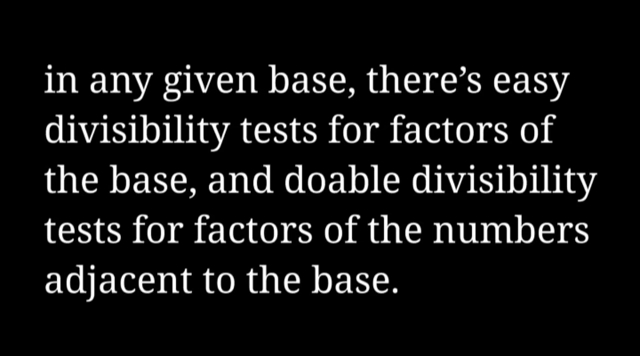 in any given base, there’s easy
divisibility tests for factors of
the base, and doable divisibility
tests for factors of the numbers
adjacent to the base.